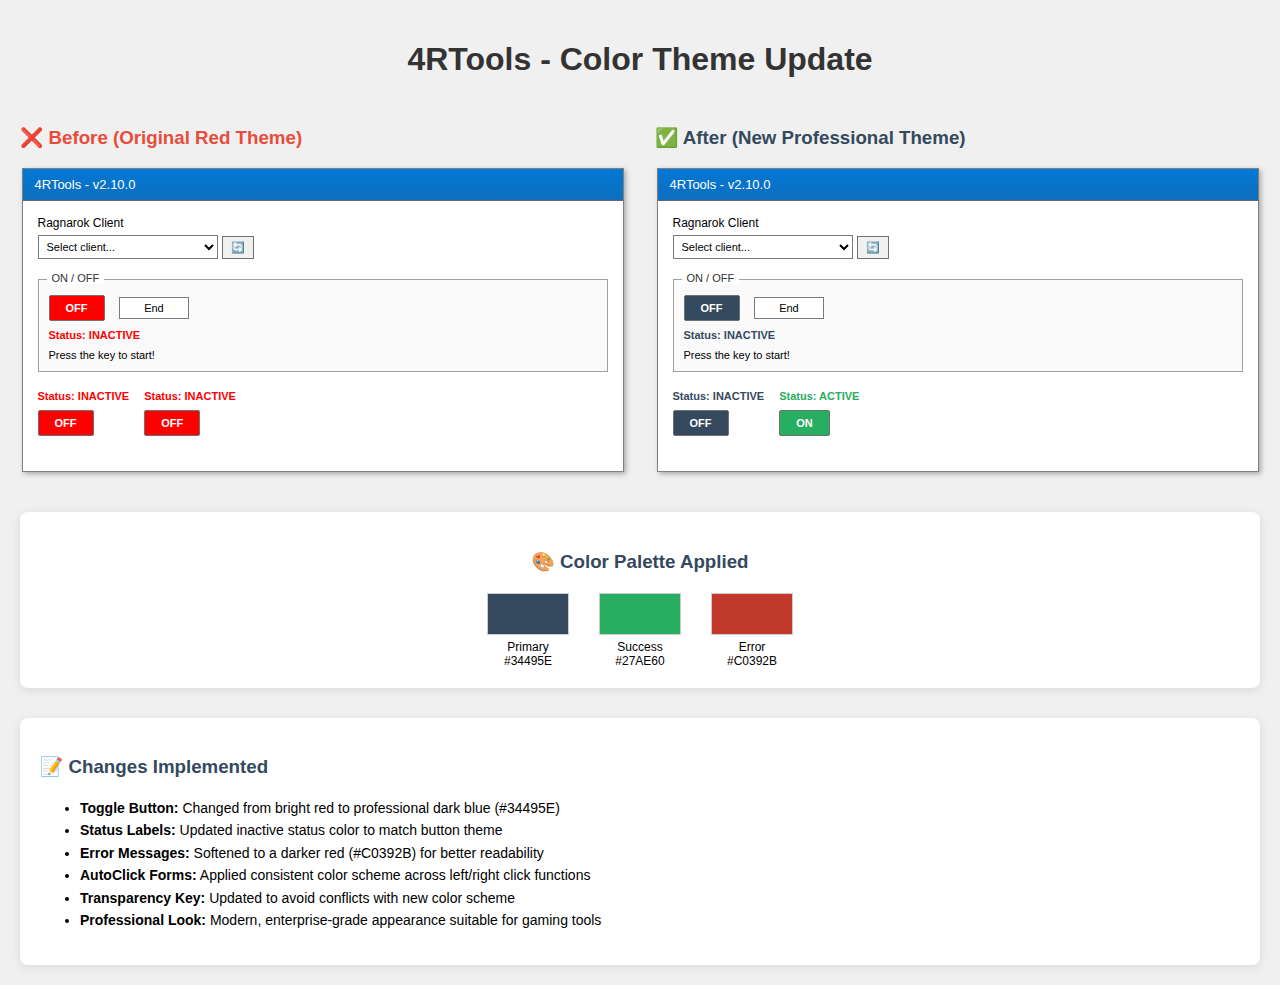 4RTools - Color Theme Update
❌ Before (Original Red Theme)
4RTools - v2.10.0
Ragnarok Client
Select client... 🔄
ON / OFF
OFF End
Status: INACTIVE
Press the key to start!
Status: INACTIVE Status: INACTIVE
OFF OFF
✅ After (New Professional Theme)
4RTools - v2.10.0
Ragnarok Client
Select client... 🔄
ON / OFF
OFF End
Status: INACTIVE
Press the key to start!
Status: INACTIVE Status: ACTIVE
OFF ON
🎨 Color Palette Applied
Primary Success Error
#34495E #27AE60 #C0392B
📝 Changes Implemented
• Toggle Button: Changed from bright red to professional dark blue (#34495E)
• Status Labels: Updated inactive status color to match button theme
• Error Messages: Softened to a darker red (#C0392B) for better readability
• AutoClick Forms: Applied consistent color scheme across left/right click functions
• Transparency Key: Updated to avoid conflicts with new color scheme
• Professional Look: Modern, enterprise-grade appearance suitable for gaming tools